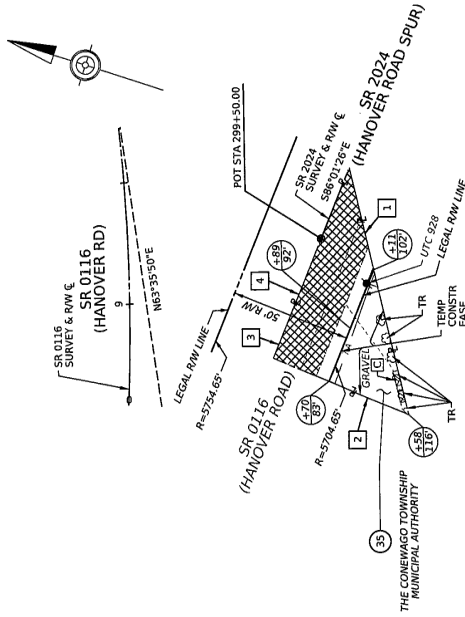 SR 0116
SURVEY & R/W ℄
SR 0116
(HANOVER RD)
9
N63°35'50"E
LEGAL R/W LINE
R=5754.65'
50' R/W
POT STA 299+50.00
SR 2024
SURVEY & R/W ℄
S86°01'26"E
SR 2024
(HANOVER ROAD SPUR)
SR 0116
(HANOVER ROAD)
3
4
+89
92'
+70
83'
R=5704.65'
2
GRAVEL
C
1
+11
102'
UTC 928
LEGAL R/W LINE
TR
TEMP
CONSTR
EASE
TR
+58
116'
35
THE CONEWAGO TOWNSHIP
MUNICIPAL AUTHORITY